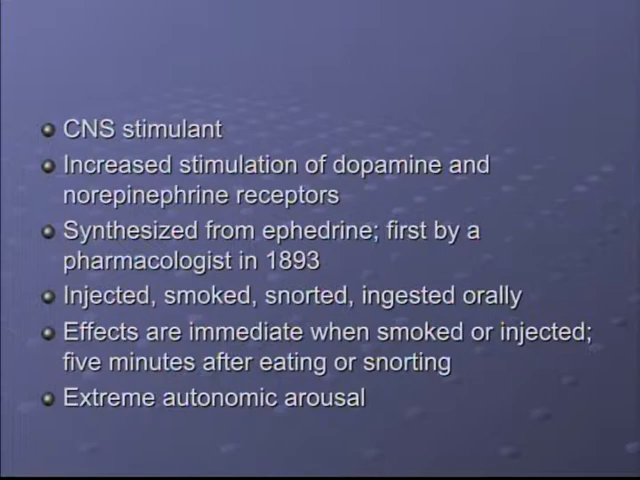 CNS stimulant
Increased stimulation of dopamine and
norepinephrine receptors
Synthesized from ephedrine; first by a
pharmacologist in 1893
Injected, smoked, snorted, ingested orally
Effects are immediate when smoked or injected;
five minutes after eating or snorting
Extreme autonomic arousal